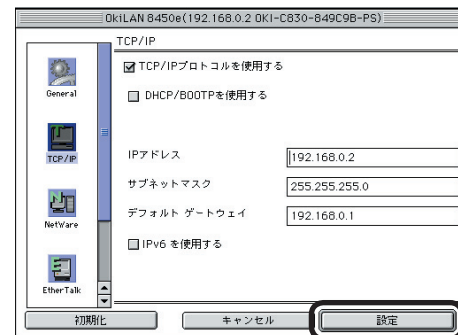 OkiLAN 8450e(192.168.0.2 OKI-C830-849C9B-PS)
TCP/IP
TCP/IPプロトコルを使用する
General
DHCP/BOOTPを使用する
TCP/IP
IPアドレス 192.168.0.2
サブネットマスク 255.255.255.0
デフォルト ゲートウェイ 192.168.0.1
NetWare
IPv6 を使用する
EtherTalk
初期化 キャンセル 設定